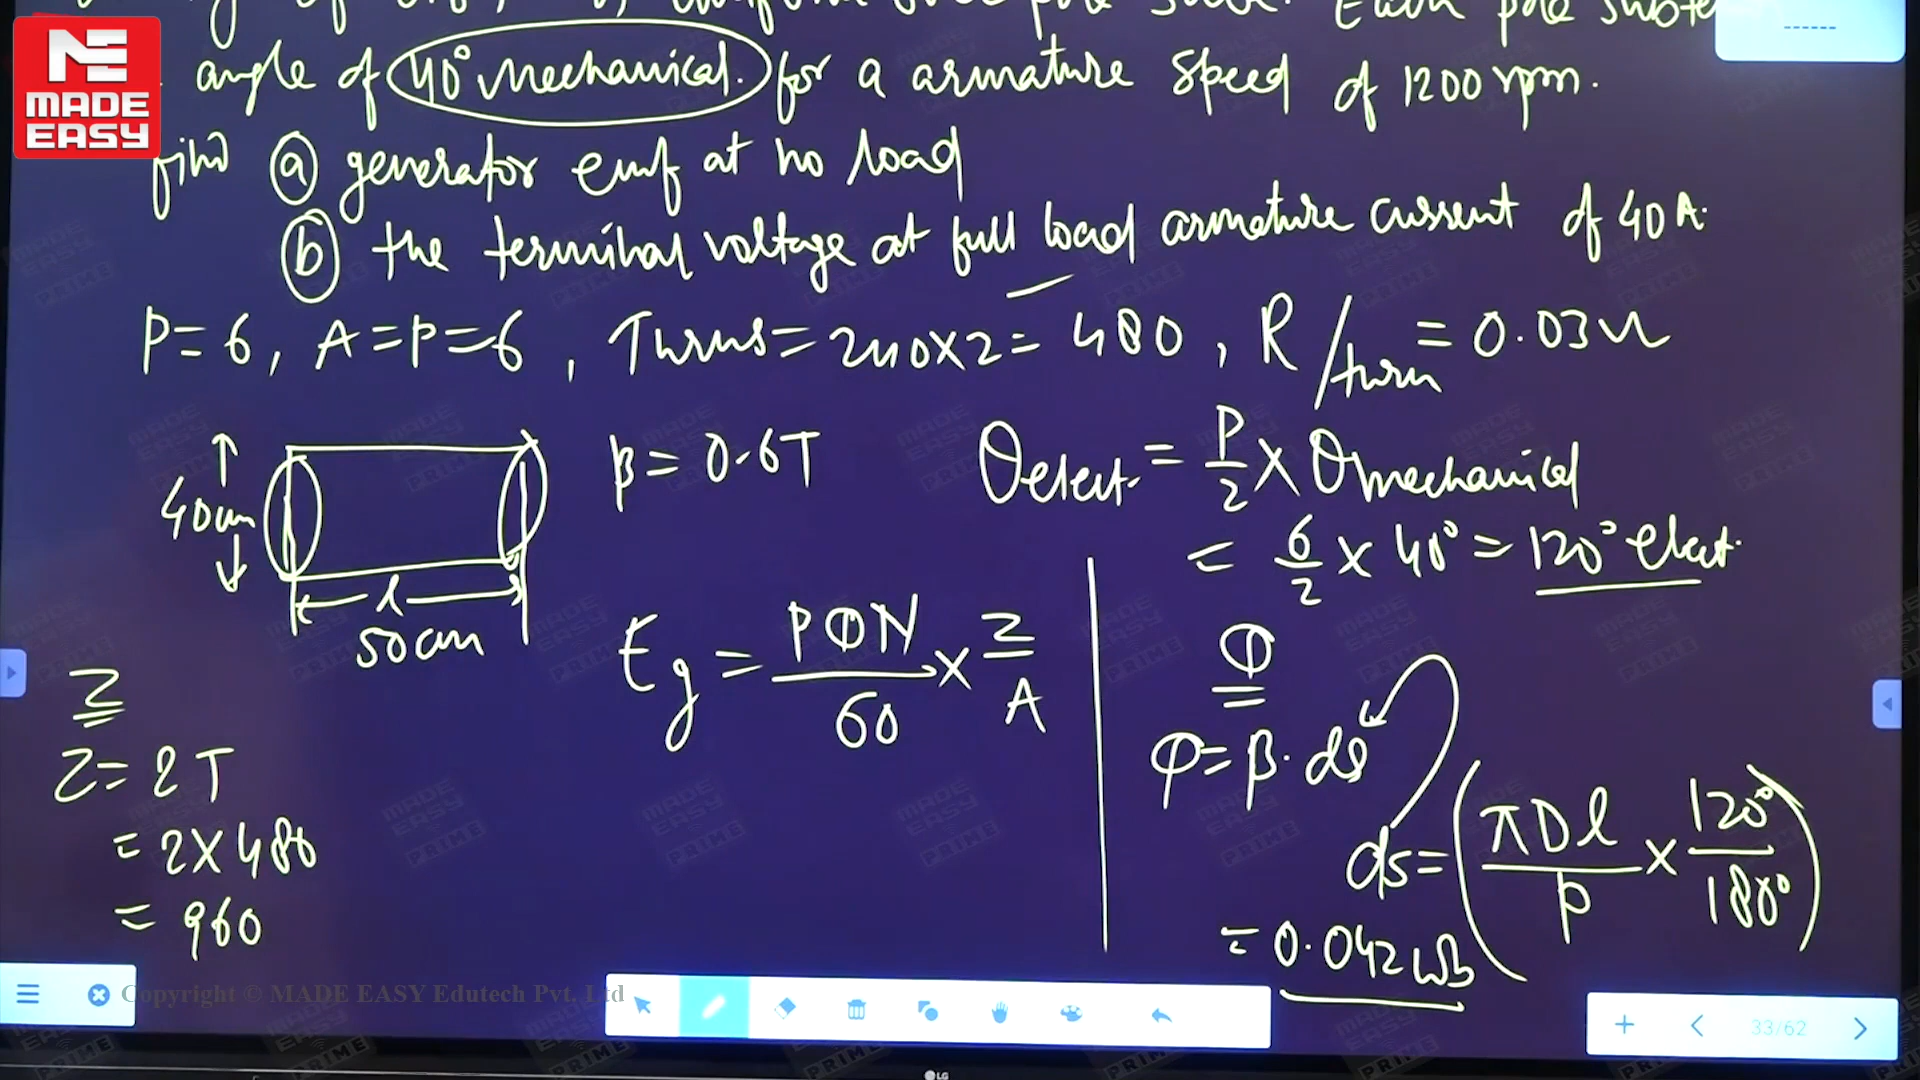 MADE EASY
angle of 40° mechanical. for a armature speed of 1200 rpm.
find (a) generator emf at no load
(b) the terminal voltage at full load armature current of 40 A.
P = 6, A = P = 6, Turns = 240×2 = 480, R/turn = 0.03Ω
40cm
l
50cm
β = 0.6T
θelect. = P/2 × θmechanical
= 6/2 × 40° = 120° elect.
Eg = PΦN/60 × Z/A
Z
Z = 2T
= 2×480
= 960
Φ
φ = β. ds
ds = (πDl/P × 120°/180°)
= 0.042 wb
Copyright © MADE EASY Edutech Pvt. Ltd
33/62
LG